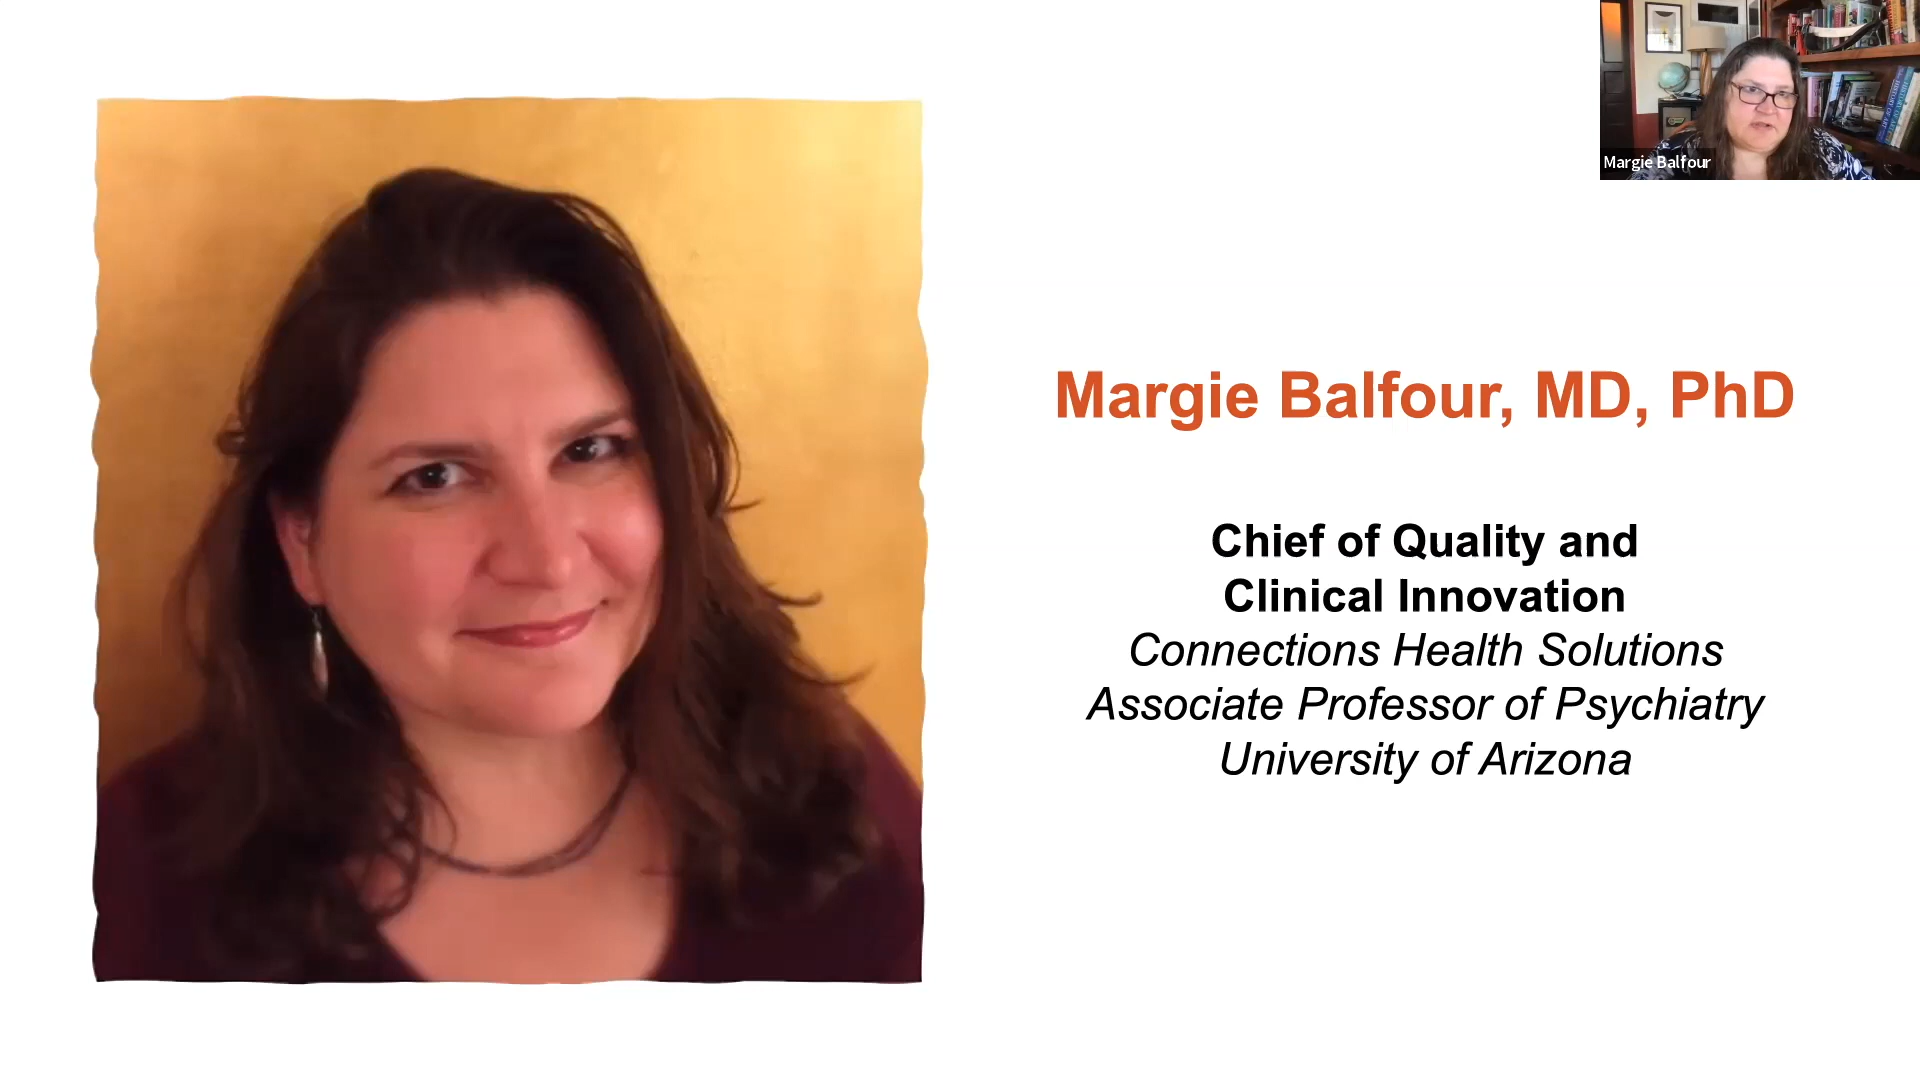 Margie Balfour
Margie Balfour, MD, PhD
Chief of Quality and
Clinical Innovation
Connections Health Solutions
Associate Professor of Psychiatry
University of Arizona